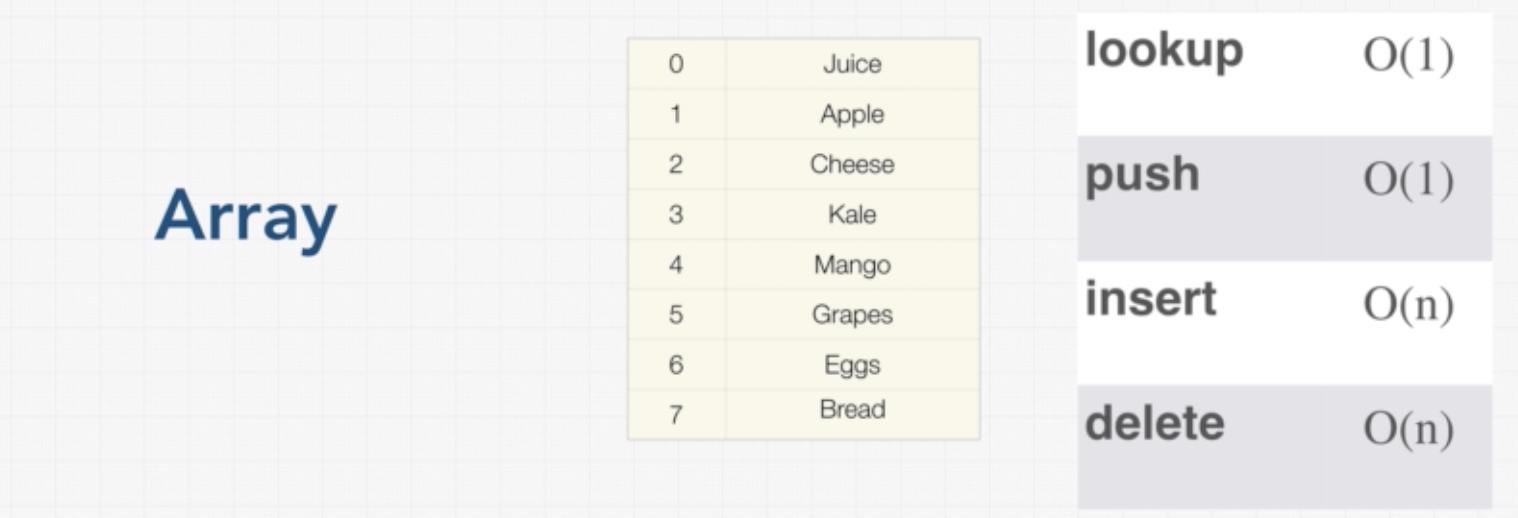 Array
0 Juice
1 Apple
2 Cheese
3 Kale
4 Mango
5 Grapes
6 Eggs
7 Bread
lookup O(1)
push O(1)
insert O(n)
delete O(n)